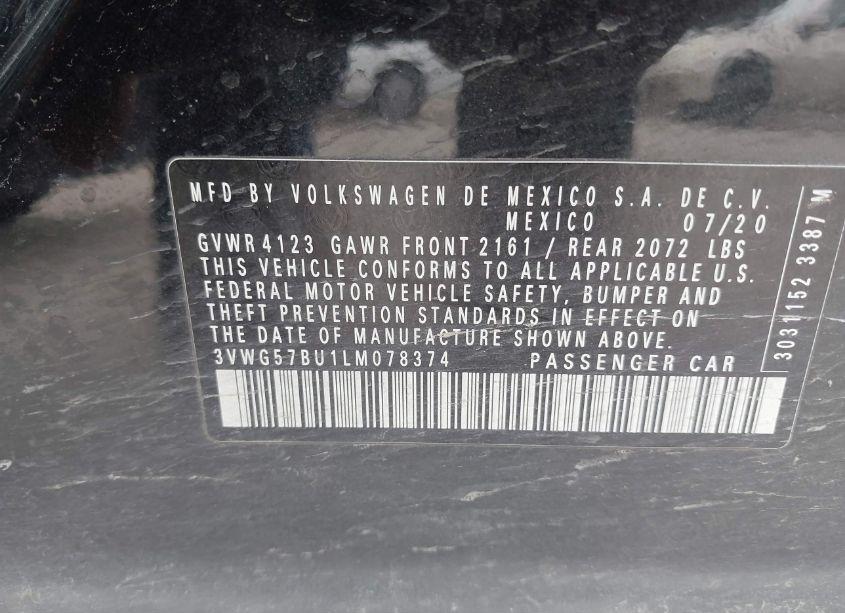 MFD BY VOLKSWAGEN DE MEXICO S.A. DE C.V.
MEXICO 07/20
GVWR 4123 GAWR FRONT 2161 / REAR 2072 LBS
THIS VEHICLE CONFORMS TO ALL APPLICABLE U.S.
FEDERAL MOTOR VEHICLE SAFETY, BUMPER AND
THEFT PREVENTION STANDARDS IN EFFECT ON
THE DATE OF MANUFACTURE SHOWN ABOVE.
3VWG57BU1LM078374 PASSENGER CAR
3031152 3387 M